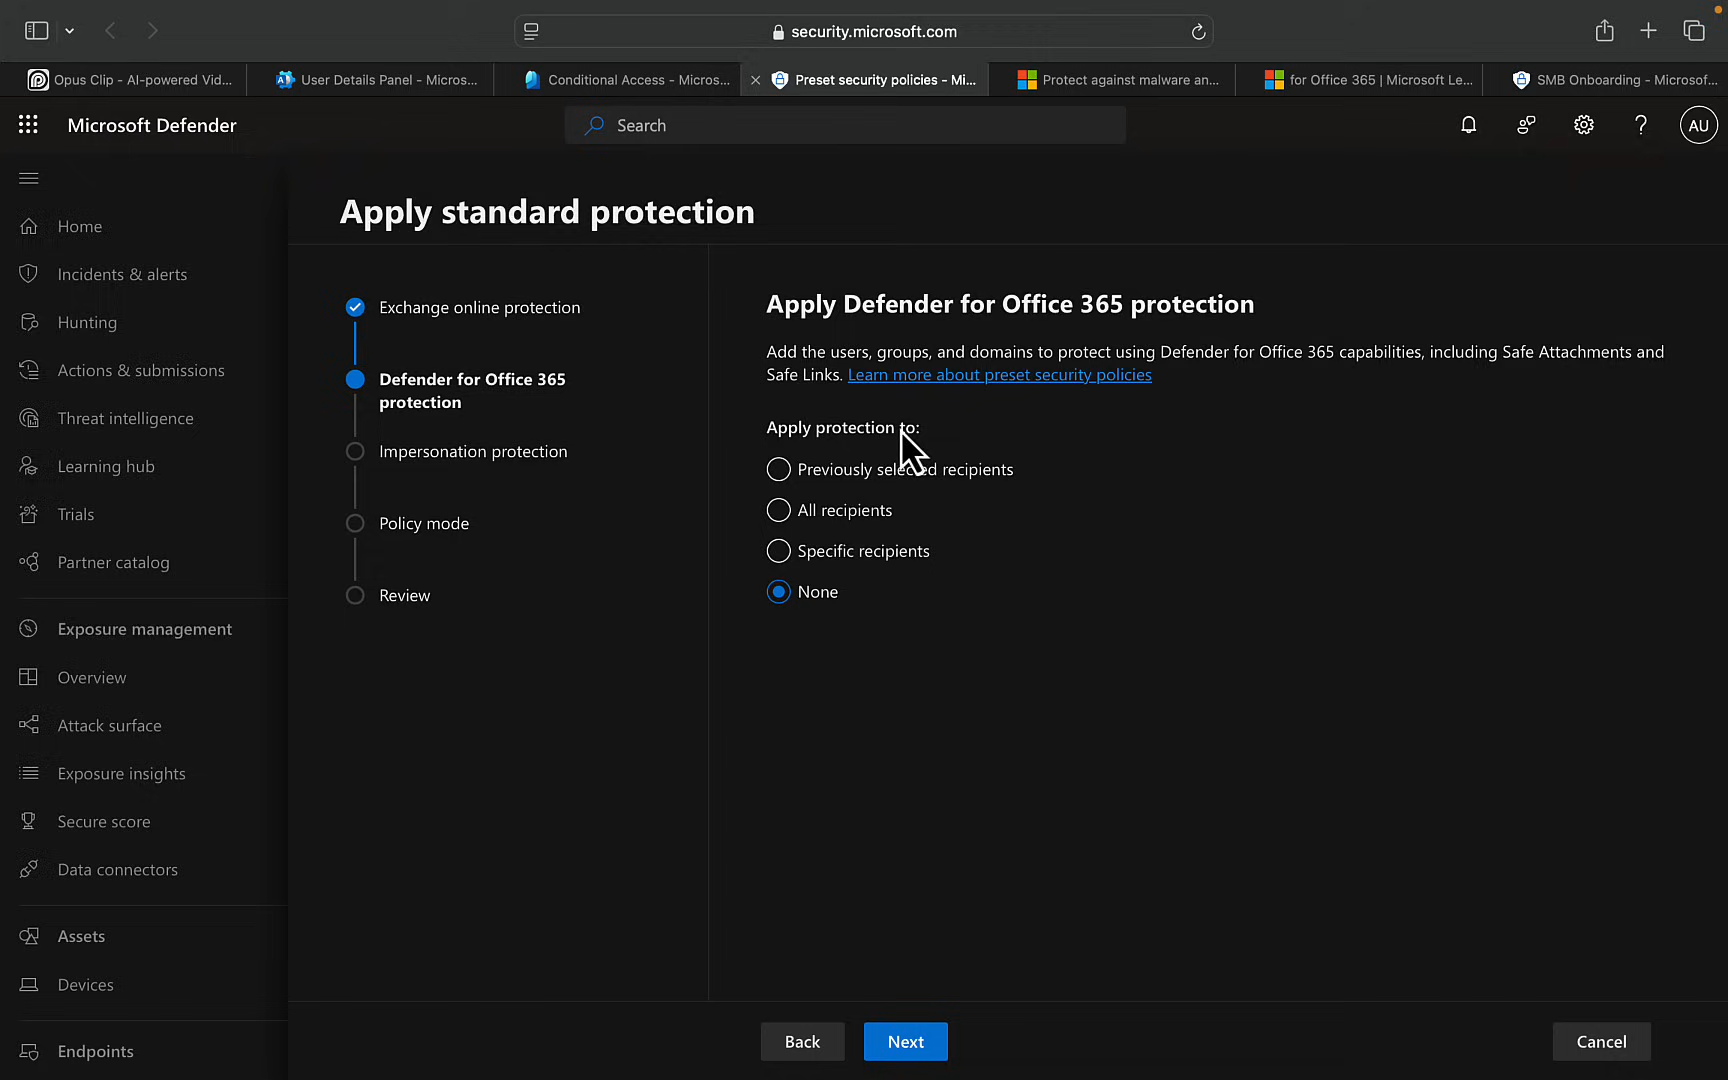 security.microsoft.com
Opus Clip - AI-powered Vid...
User Details Panel - Micros...
Conditional Access - Micros...
Preset security policies - Mi...
Protect against malware an...
for Office 365 | Microsoft Le...
SMB Onboarding - Microsof...
Microsoft Defender
Search
AU
Home
Incidents & alerts
Hunting
Actions & submissions
Threat intelligence
Learning hub
Trials
Partner catalog
Exposure management
Overview
Attack surface
Exposure insights
Secure score
Data connectors
Assets
Devices
Endpoints
Apply standard protection
Exchange online protection
Defender for Office 365
protection
Impersonation protection
Policy mode
Review
Apply Defender for Office 365 protection
Add the users, groups, and domains to protect using Defender for Office 365 capabilities, including Safe Attachments and
Safe Links. Learn more about preset security policies
Apply protection to:
Previously selected recipients
All recipients
Specific recipients
None
Back
Next
Cancel